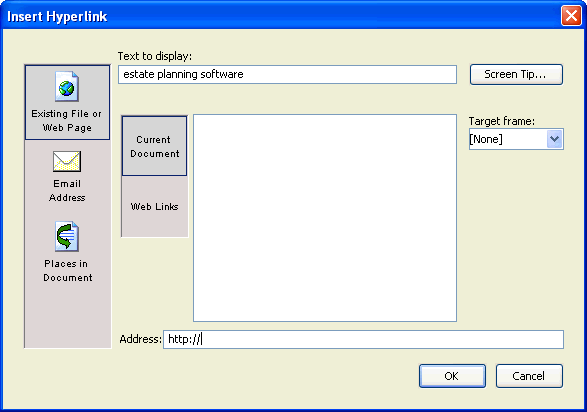 Insert Hyperlink
Text to display:
estate planning software
Screen Tip...
Existing File or
Web Page
Email
Address
Places in
Document
Current
Document
Web Links
Target frame:
[None]
Address:
http://
OK
Cancel